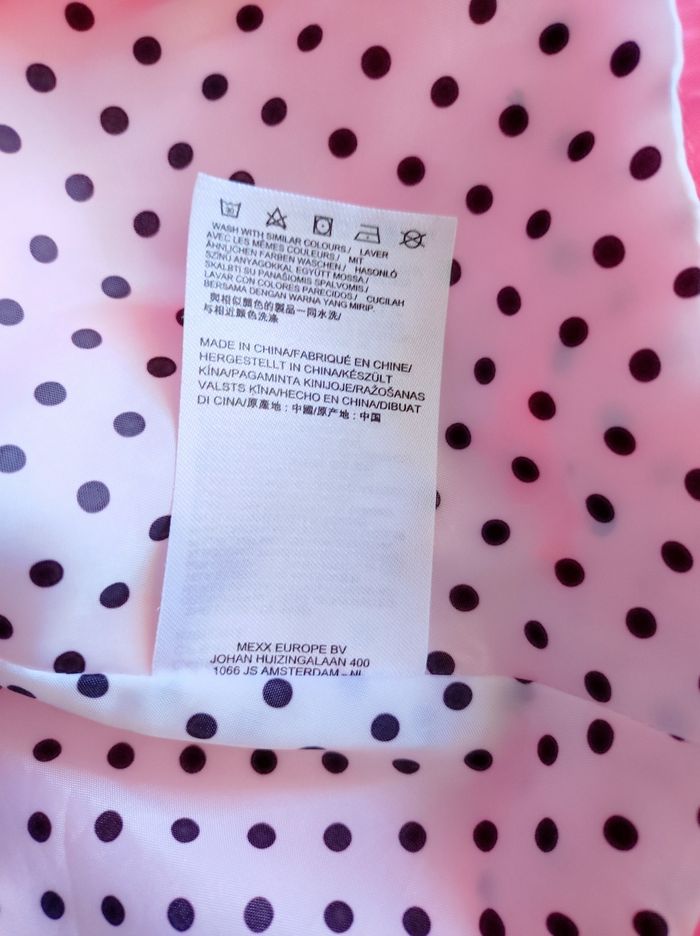 WASH WITH SIMILAR COLOURS./ LAVER
AVEC LES MÊMES COULEURS./ MIT
ÄHNLICHEN FARBEN WASCHEN./ HASONLÓ
SZÍNŰ ANYAGOKKAL EGYÜTT MOSSA./
SKALBTI SU PANAŠIOMIS SPALVOMIS./
LAVAR CON COLORES PARECIDOS./ CUCILAH
BERSAMA DENGAN WARNA YANG MIRIP.
與相似顏色的製品一同水洗/
与相近颜色洗涤
MADE IN CHINA/FABRIQUÉ EN CHINE/
HERGESTELLT IN CHINA/KÉSZÜLT
KÍNA/PAGAMINTA KINIJOJE/RAŽOŠANAS
VALSTS ĶĪNA/HECHO EN CHINA/DIBUAT
DI CINA/原產地：中國/原产地：中国
MEXX EUROPE BV
JOHAN HUIZINGALAAN 400
1066 JS AMSTERDAM - NL